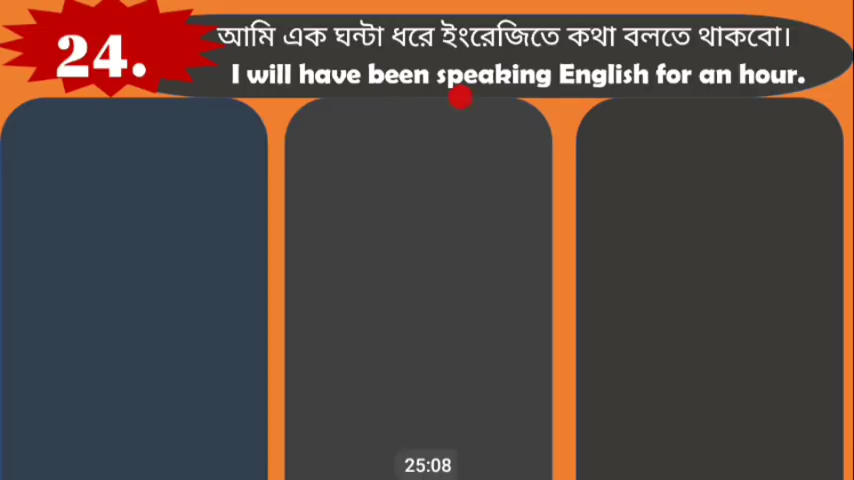 24.
আমি এক ঘন্টা ধরে ইংরেজিতে কথা বলতে থাকবো।
I will have been speaking English for an hour.
25:08